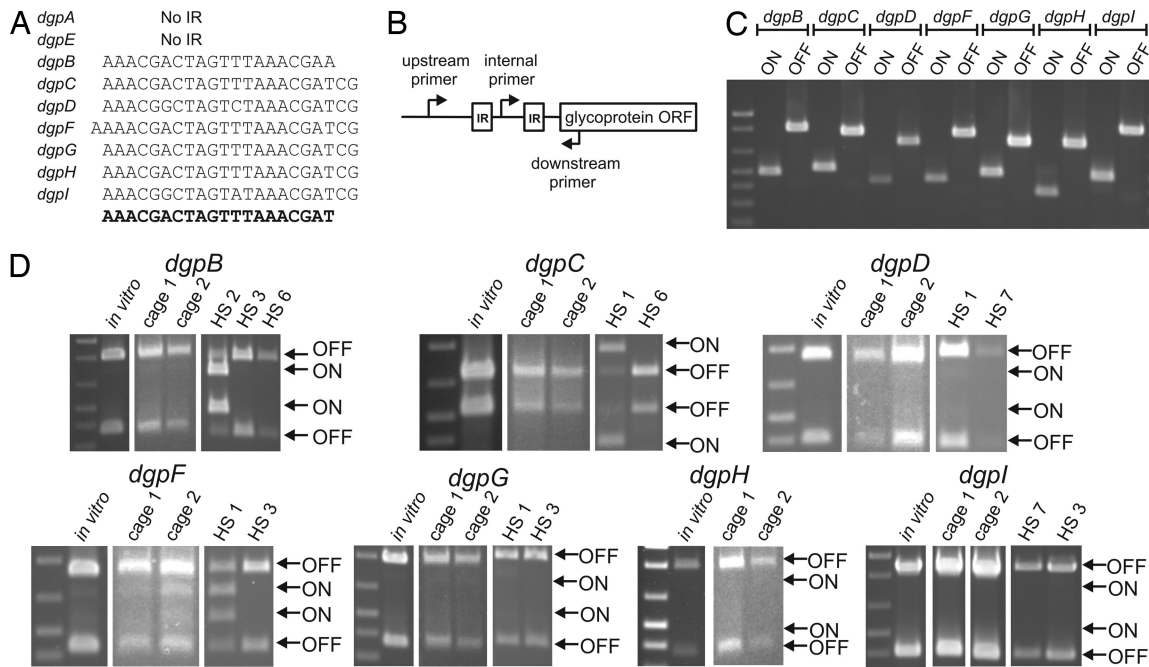 A
dgpA No IR
dgpE No IR
dgpB AAACGACTAGTTTAAACGAA
dgpC AAACGACTAGTTTAAACGATCG
dgpD AAACGGCTAGTCTAAACGATCG
dgpF AAAACGACTAGTTTAAACGATCG
dgpG AAACGACTAGTTTAAACGATCG
dgpH AAACGACTAGTTTAAACGATCG
dgpI AAACGGCTAGTATAAACGATCG
AAACGACTAGTTTAAACGAT
B
upstream primer
internal primer
IR
IR
glycoprotein ORF
downstream primer
C
dgpB dgpC dgpD dgpF dgpG dgpH dgpI
ON OFF ON OFF ON OFF ON OFF ON OFF ON OFF ON OFF
D
dgpB
in vitro cage 1 cage 2 HS 2 HS 3 HS 6
OFF
ON
ON
OFF
dgpC
in vitro cage 1 cage 2 HS 1 HS 6
ON
OFF
OFF
ON
dgpD
in vitro cage 1 cage 2 HS 1 HS 7
OFF
ON
ON
OFF
dgpF
in vitro cage 1 cage 2 HS 1 HS 3
OFF
ON
ON
OFF
dgpG
in vitro cage 1 cage 2 HS 1 HS 3
OFF
ON
ON
OFF
dgpH
in vitro cage 1 cage 2
OFF
ON
ON
OFF
dgpI
in vitro cage 1 cage 2 HS 7 HS 3
OFF
ON
ON
OFF